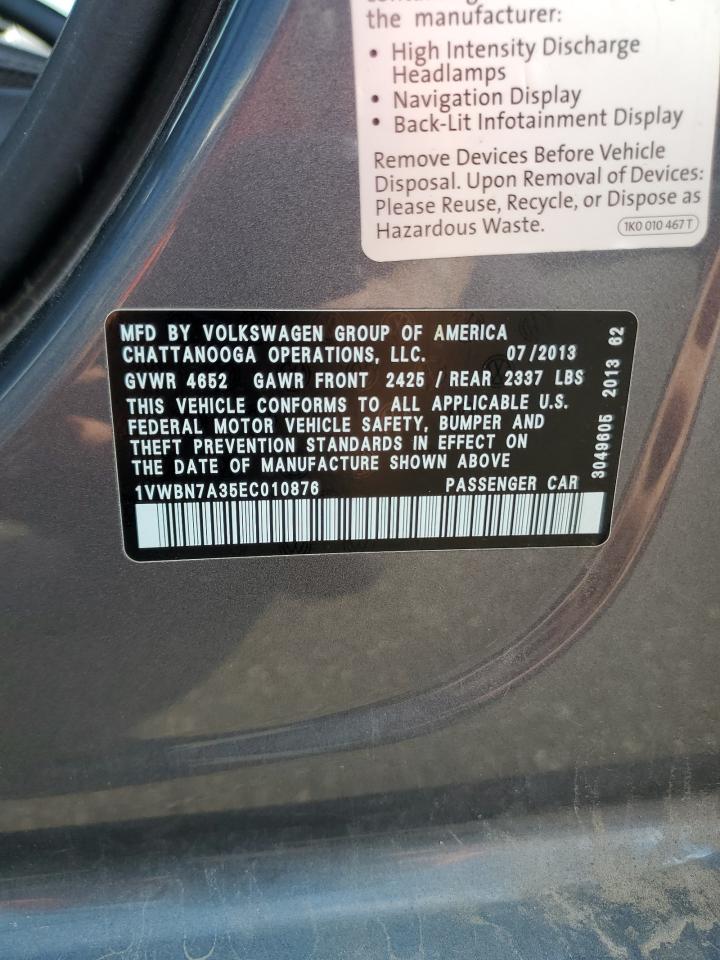 the manufacturer:
• High Intensity Discharge
Headlamps
• Navigation Display
• Back-Lit Infotainment Display
Remove Devices Before Vehicle
Disposal. Upon Removal of Devices:
Please Reuse, Recycle, or Dispose as
Hazardous Waste.
1K0 010 467 T
MFD BY VOLKSWAGEN GROUP OF AMERICA
CHATTANOOGA OPERATIONS, LLC. 07/2013
GVWR 4652 GAWR FRONT 2425 / REAR 2337 LBS
THIS VEHICLE CONFORMS TO ALL APPLICABLE U.S.
FEDERAL MOTOR VEHICLE SAFETY, BUMPER AND
THEFT PREVENTION STANDARDS IN EFFECT ON
THE DATE OF MANUFACTURE SHOWN ABOVE
1VWBN7A35EC010876 PASSENGER CAR
3049605 2013 62